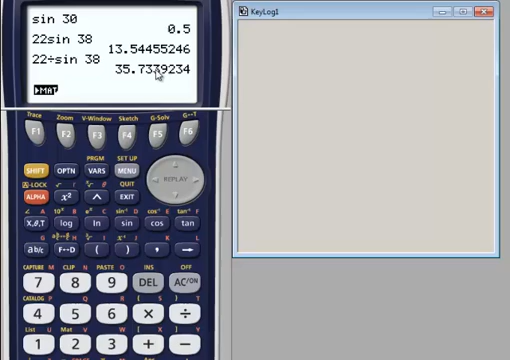 KeyLog1
sin 30
0.5
22sin 38
13.54455246
22÷sin 38
35.7339234
▶MAT
Trace Zoom V-Window Sketch G-Solv G↔T
F1 F2 F3 F4 F5 F6
PRGM SET UP
SHIFT OPTN VARS MENU
REPLAY
A-LOCK QUIT
ALPHA x² ^ EXIT
A B C D E F
X,θ,T log ln sin cos tan
ab/c F↔D ( ) , →
CAPTURE M CLIP N PASTE O INS OFF
7 8 9 DEL AC/ON
CATALOG P Q R { S } T
4 5 6 × ÷
List U Mat V W [ X ] Y
1 2 3 + −